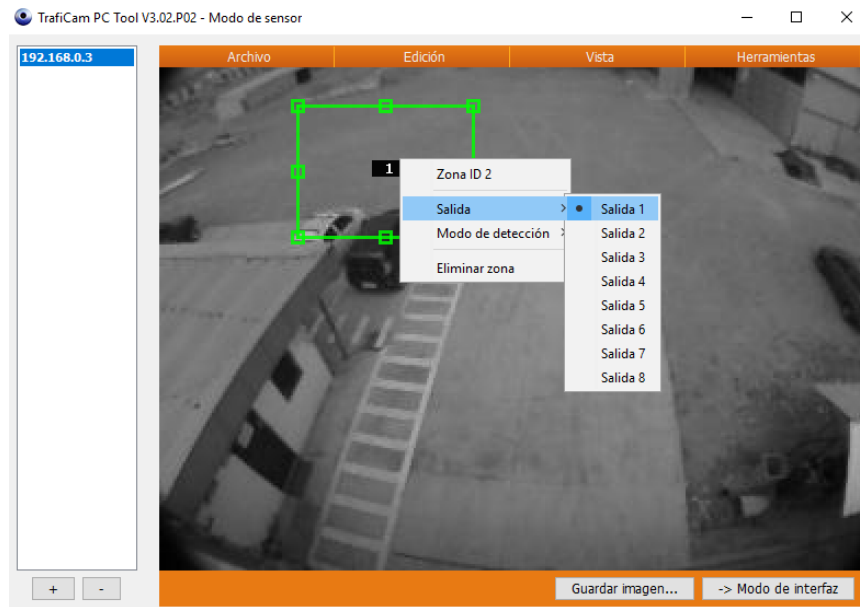 TrafiCam PC Tool V3.02.P02 - Modo de sensor
192.168.0.3
Archivo Edición Vista Herramientas
1
Zona ID 2
Salida
Modo de detección
Eliminar zona
Salida 1
Salida 2
Salida 3
Salida 4
Salida 5
Salida 6
Salida 7
Salida 8
+ -
Guardar imagen... -> Modo de interfaz